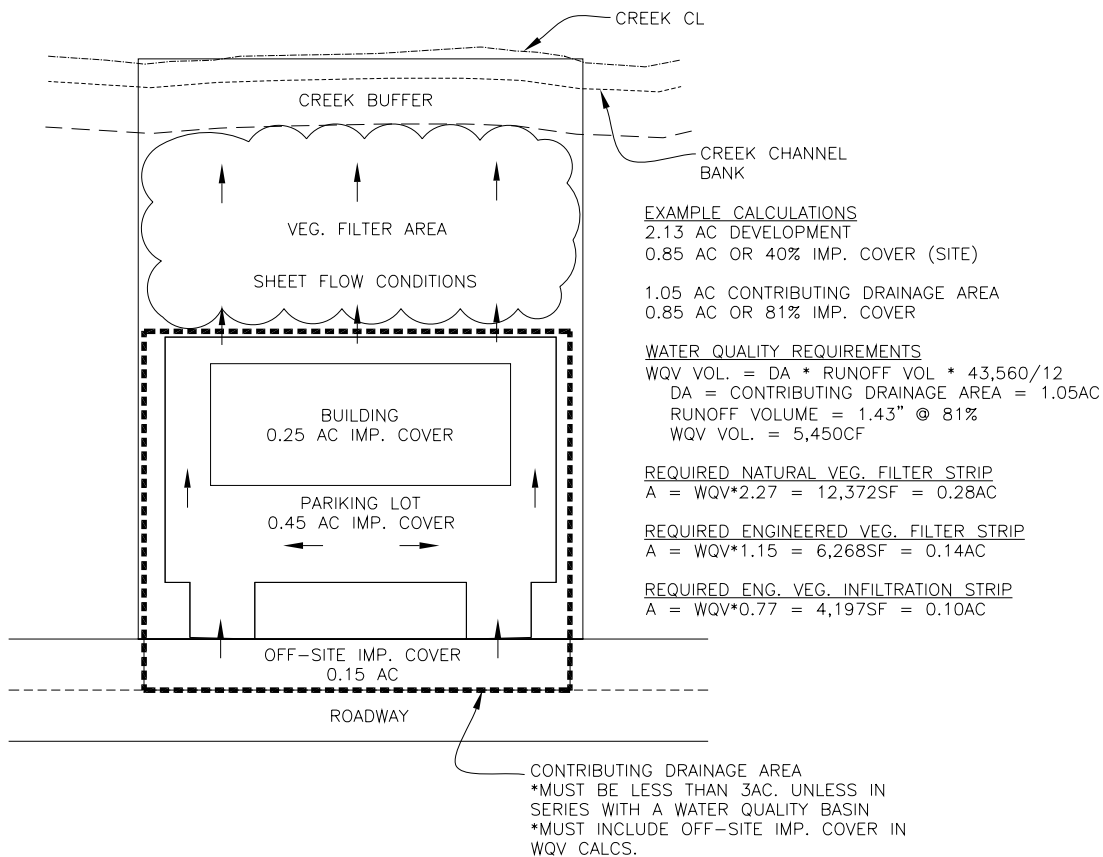 CREEK CL
CREEK BUFFER
CREEK CHANNEL
BANK
VEG. FILTER AREA
SHEET FLOW CONDITIONS
EXAMPLE CALCULATIONS
2.13 AC DEVELOPMENT
0.85 AC OR 40% IMP. COVER (SITE)
1.05 AC CONTRIBUTING DRAINAGE AREA
0.85 AC OR 81% IMP. COVER
WATER QUALITY REQUIREMENTS
WQV VOL. = DA * RUNOFF VOL * 43,560/12
DA = CONTRIBUTING DRAINAGE AREA = 1.05AC
RUNOFF VOLUME = 1.43" @ 81%
WQV VOL. = 5,450CF
REQUIRED NATURAL VEG. FILTER STRIP
A = WQV*2.27 = 12,372SF = 0.28AC
REQUIRED ENGINEERED VEG. FILTER STRIP
A = WQV*1.15 = 6,268SF = 0.14AC
REQUIRED ENG. VEG. INFILTRATION STRIP
A = WQV*0.77 = 4,197SF = 0.10AC
BUILDING
0.25 AC IMP. COVER
PARIKING LOT
0.45 AC IMP. COVER
OFF-SITE IMP. COVER
0.15 AC
ROADWAY
CONTRIBUTING DRAINAGE AREA
*MUST BE LESS THAN 3AC. UNLESS IN
SERIES WITH A WATER QUALITY BASIN
*MUST INCLUDE OFF-SITE IMP. COVER IN
WQV CALCS.